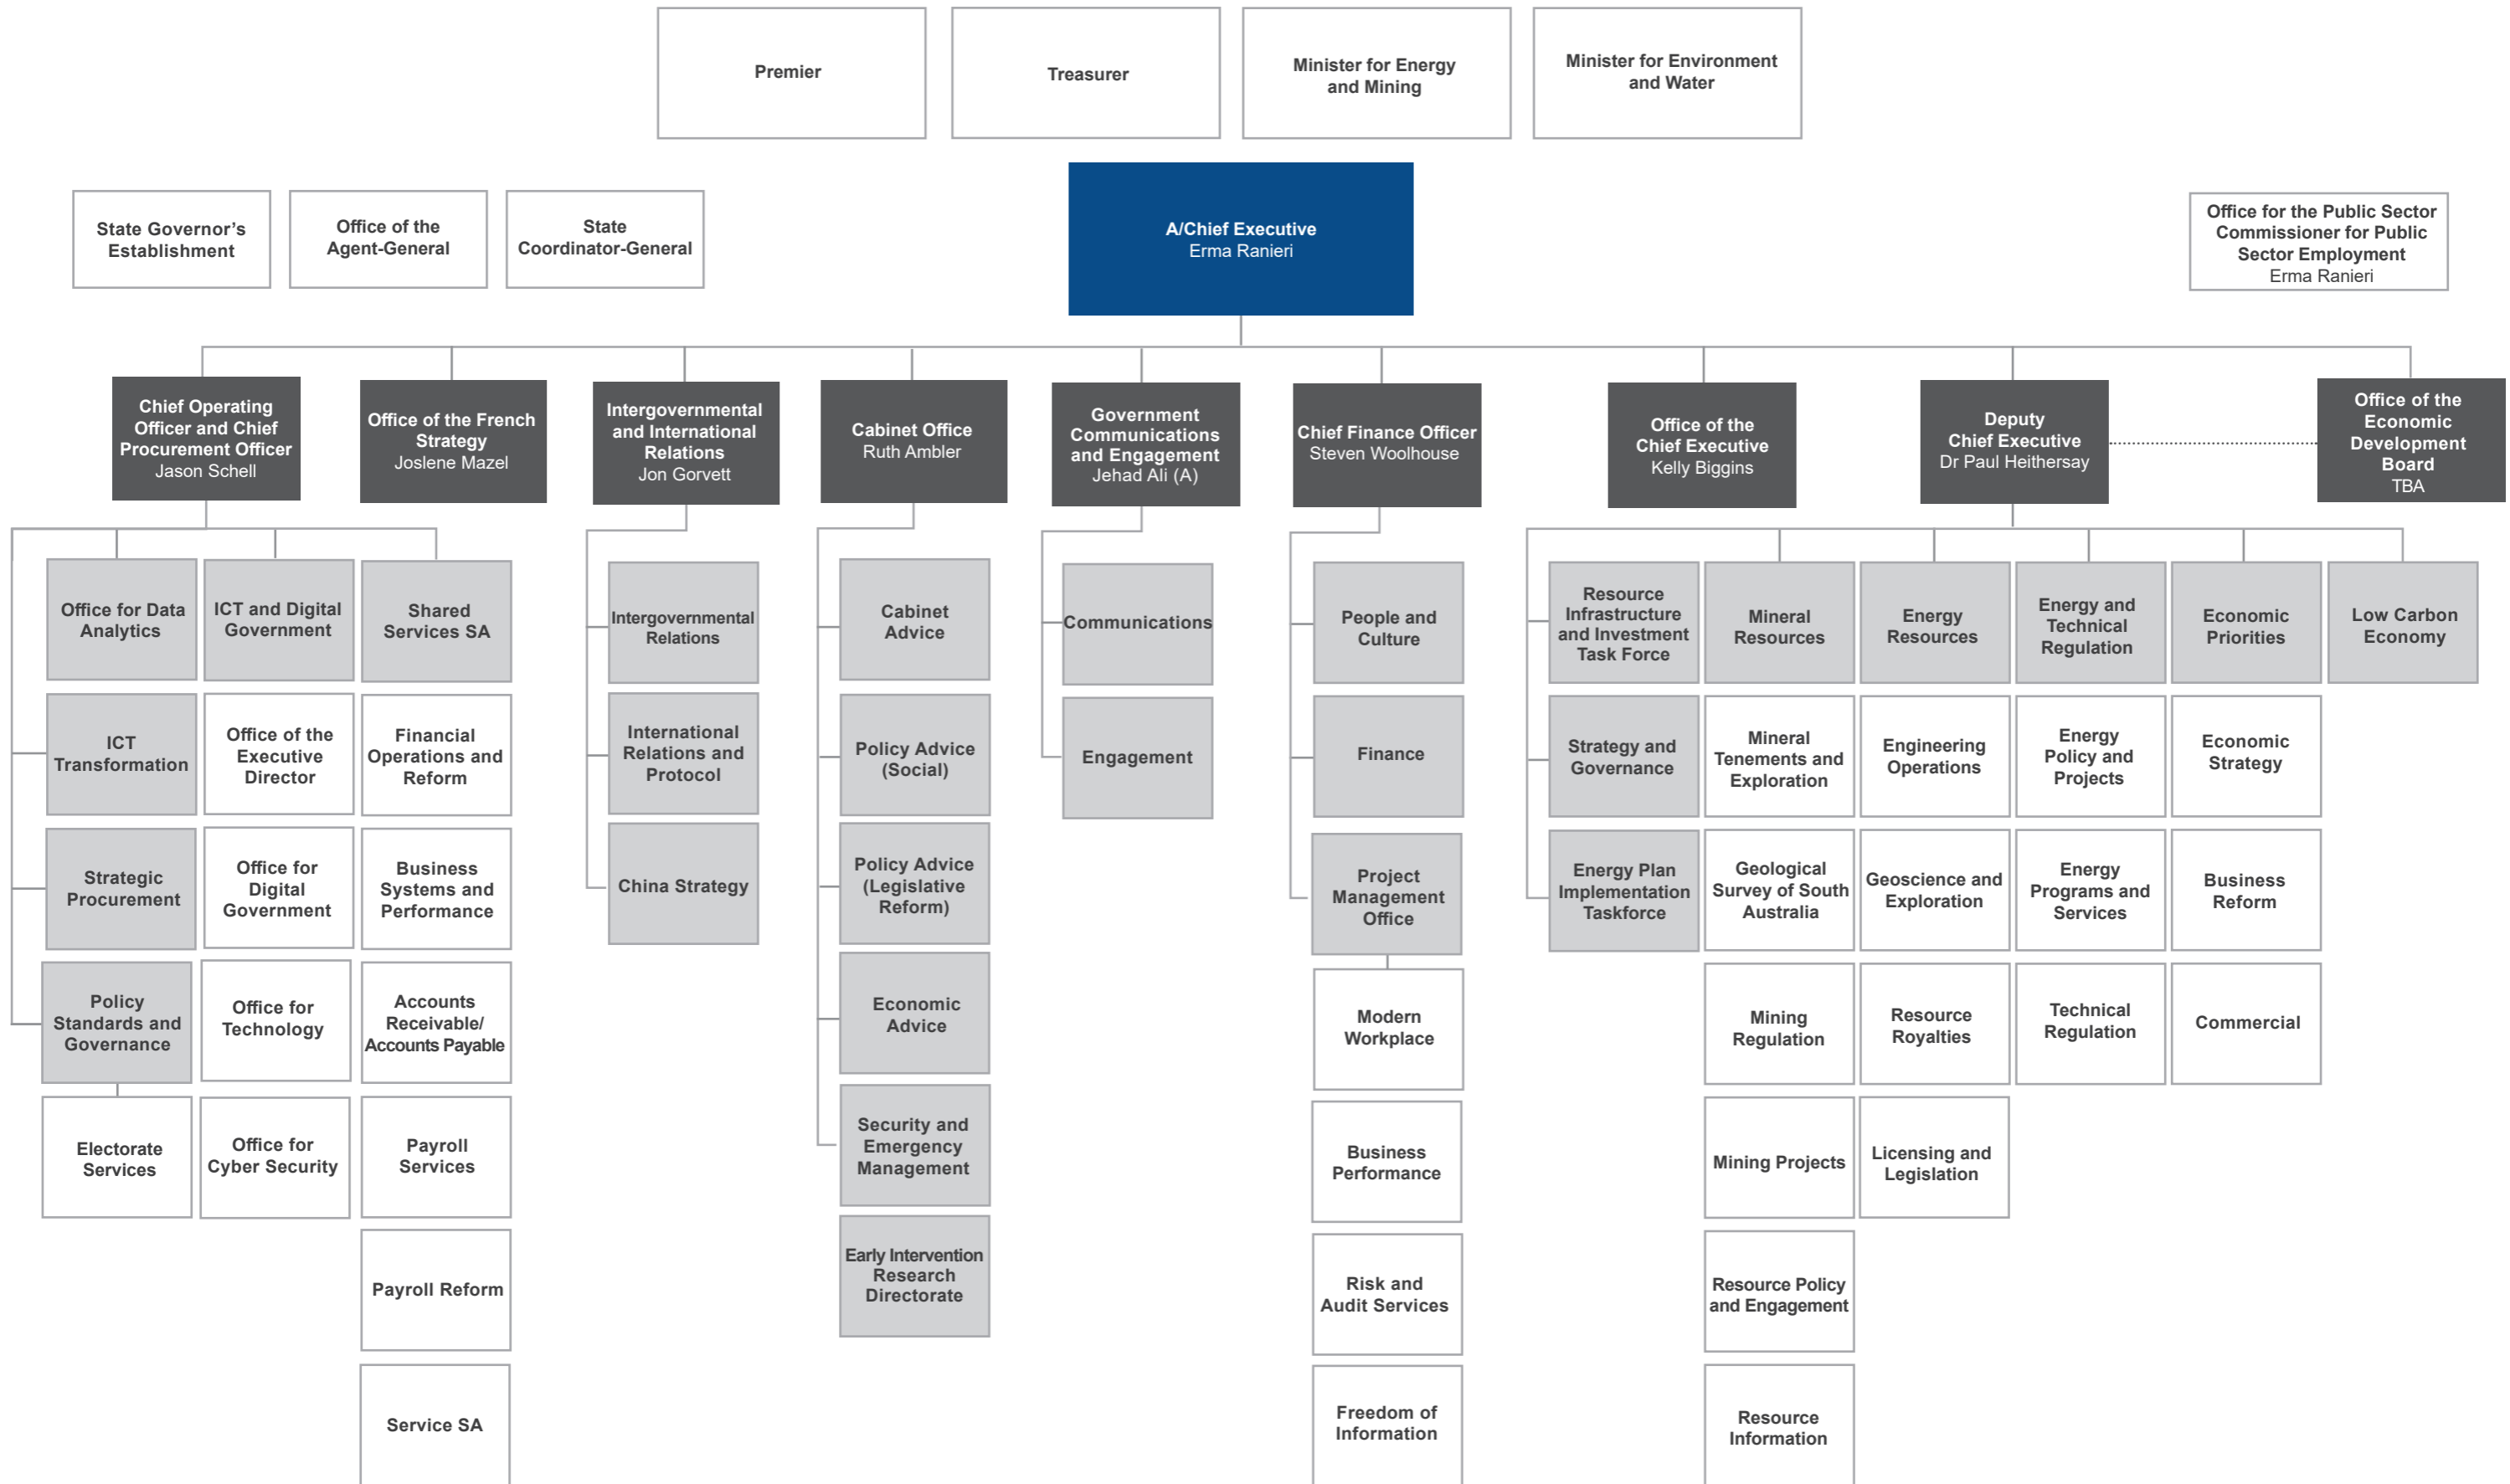 Premier
Treasurer
Minister for Energy
and Mining
Minister for Environment
and Water
State Governor’s
Establishment
Office of the
Agent-General
State
Coordinator-General
A/Chief Executive
Erma Ranieri
Office for the Public Sector
Commissioner for Public
Sector Employment
Erma Ranieri
Chief Operating
Officer and Chief
Procurement Officer
Jason Schell
Office of the French
Strategy
Joslene Mazel
Intergovernmental
and International
Relations
Jon Gorvett
Cabinet Office
Ruth Ambler
Government
Communications
and Engagement
Jehad Ali (A)
Chief Finance Officer
Steven Woolhouse
Office of the
Chief Executive
Kelly Biggins
Deputy
Chief Executive
Dr Paul Heithersay
Office of the
Economic
Development
Board
TBA
Office for Data
Analytics
ICT
Transformation
Strategic
Procurement
Policy
Standards and
Governance
Electorate
Services
ICT and Digital
Government
Office of the
Executive
Director
Office for
Digital
Government
Office for
Technology
Office for
Cyber Security
Shared
Services SA
Financial
Operations and
Reform
Business
Systems and
Performance
Accounts
Receivable/
Accounts Payable
Payroll
Services
Payroll Reform
Service SA
Intergovernmental
Relations
International
Relations and
Protocol
China Strategy
Cabinet
Advice
Policy Advice
(Social)
Policy Advice
(Legislative
Reform)
Economic
Advice
Security and
Emergency
Management
Early Intervention
Research
Directorate
Communications
Engagement
People and
Culture
Finance
Project
Management
Office
Modern
Workplace
Business
Performance
Risk and
Audit Services
Freedom of
Information
Resource
Infrastructure
and Investment
Task Force
Strategy and
Governance
Energy Plan
Implementation
Taskforce
Mineral
Resources
Mineral
Tenements and
Exploration
Geological
Survey of South
Australia
Mining
Regulation
Mining Projects
Resource Policy
and Engagement
Resource
Information
Energy
Resources
Engineering
Operations
Geoscience and
Exploration
Resource
Royalties
Licensing and
Legislation
Energy and
Technical
Regulation
Energy
Policy and
Projects
Energy
Programs and
Services
Technical
Regulation
Economic
Priorities
Economic
Strategy
Business
Reform
Commercial
Low Carbon
Economy